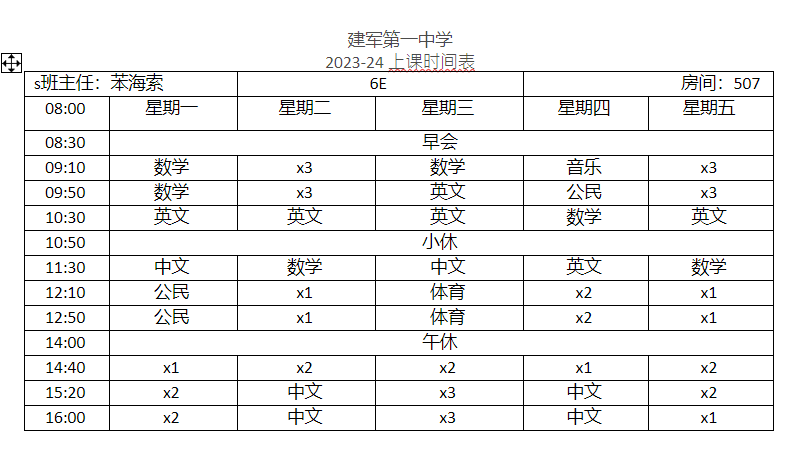 建军第一中学
2023-24 上课时间表
s班主任：苯海索 6E 房间：507
08:00 星期一 星期二 星期三 星期四 星期五
08:30 早会
09:10 数学 x3 数学 音乐 x3
09:50 数学 x3 英文 公民 x3
10:30 英文 英文 英文 数学 英文
10:50 小休
11:30 中文 数学 中文 英文 数学
12:10 公民 x1 体育 x2 x1
12:50 公民 x1 体育 x2 x1
14:00 午休
14:40 x1 x2 x2 x1 x2
15:20 x2 中文 x3 中文 x2
16:00 x2 中文 x3 中文 x1